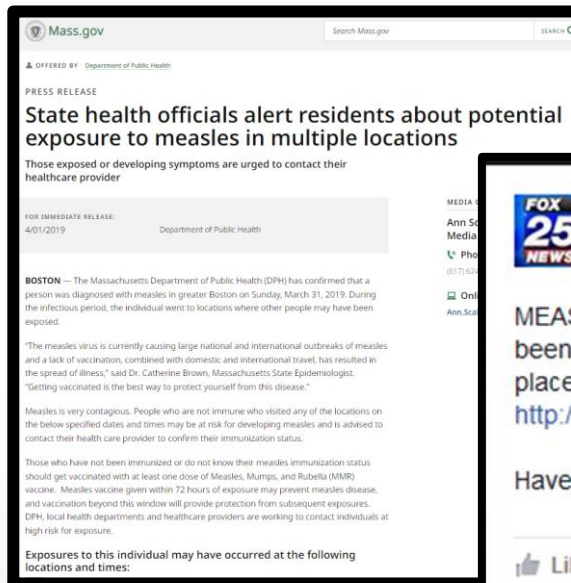 Mass.gov
Search Mass.gov
SEARCH
OFFERED BY Department of Public Health
PRESS RELEASE
State health officials alert residents about potential
exposure to measles in multiple locations
Those exposed or developing symptoms are urged to contact their
healthcare provider
FOR IMMEDIATE RELEASE:
4/01/2019 Department of Public Health
MEDIA
Ann
Media
(617)
BOSTON — The Massachusetts Department of Public Health (DPH) has confirmed that a
person was diagnosed with measles in greater Boston on Sunday, March 31, 2019. During
the infectious period, the individual went to locations where other people may have been
exposed.
"The measles virus is currently causing large national and international outbreaks of measles
and a lack of vaccination, combined with domestic and international travel, has resulted in
the spread of illness," said Dr. Catherine Brown, Massachusetts State Epidemiologist.
"Getting vaccinated is the best way to protect yourself from this disease."
Measles is very contagious. People who are not immune who visited any of the locations on
the below specified dates and times may be at risk for developing measles and is advised to
contact their health care provider to confirm their immunization status.
Those who have not been immunized or do not know their measles immunization status
should get vaccinated with at least one dose of Measles, Mumps, and Rubella (MMR)
vaccine. Measles vaccine given within 72 hours of exposure may prevent measles disease,
and vaccination beyond this window will provide protection from subsequent exposures.
DPH, local health departments and healthcare providers are working to contact individuals at
high risk for exposure.
Exposures to this individual may have occurred at the following
locations and times:
FOX
25
NEWS
MEAS
been
place
http:/
Have
Li